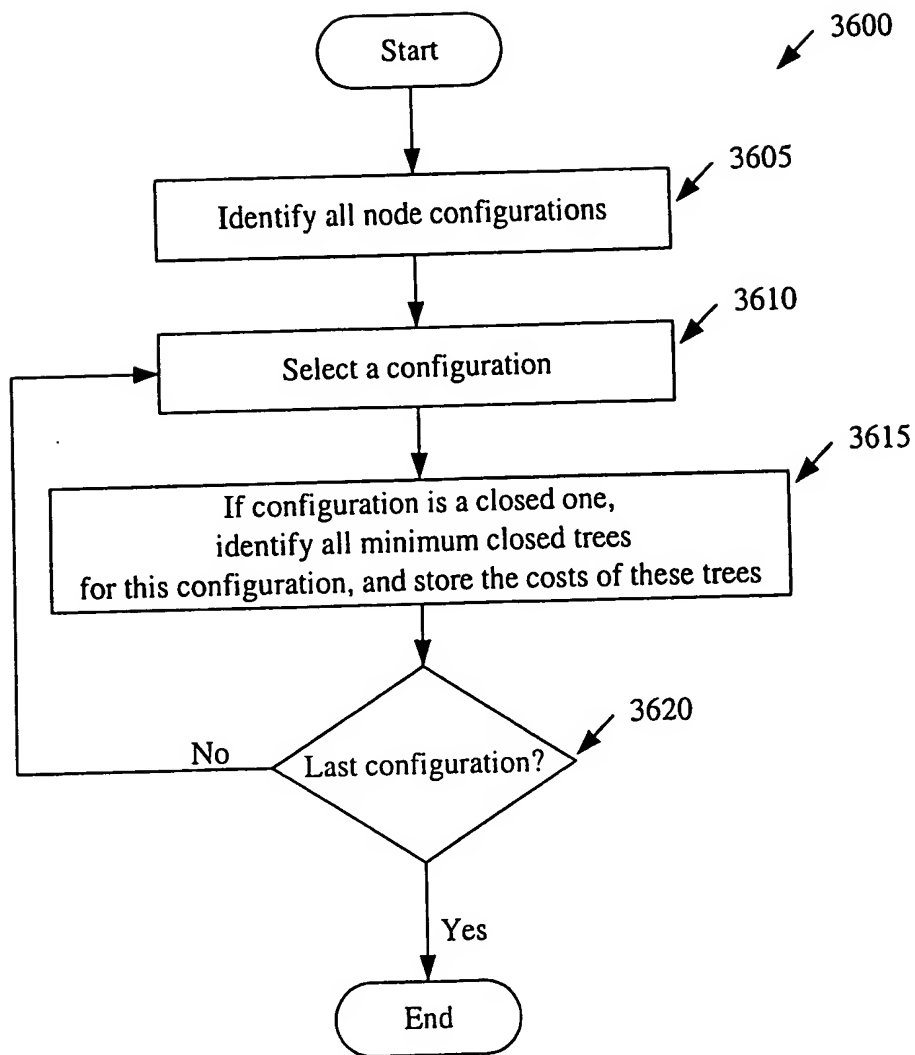 Start
3600
3605
Identify all node configurations
3610
Select a configuration
3615
If configuration is a closed one,
identify all minimum closed trees
for this configuration, and store the costs of these trees
3620
No
Last configuration?
Yes
End